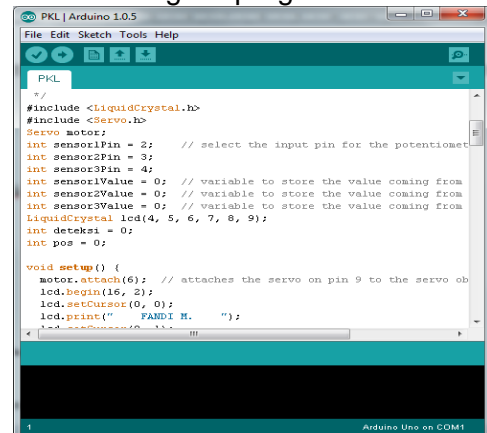 PKL | Arduino 1.0.5
File Edit Sketch Tools Help
PKL
*/
#include <LiquidCrystal.h>
#include <Servo.h>
Servo motor;
int sensor1Pin = 2;    // select the input pin for the potentiomet
int sensor2Pin = 3;
int sensor3Pin = 4;
int sensor1Value = 0;  // variable to store the value coming from
int sensor2Value = 0;  // variable to store the value coming from
int sensor3Value = 0;  // variable to store the value coming from
LiquidCrystal lcd(4, 5, 6, 7, 8, 9);
int deteksi = 0;
int pos = 0;
void setup() {
motor.attach(6);  // attaches the servo on pin 9 to the servo ob
lcd.begin(16, 2);
lcd.setCursor(0, 0);
lcd.print("    FANDI M.    ");
1
Arduino Uno on COM1